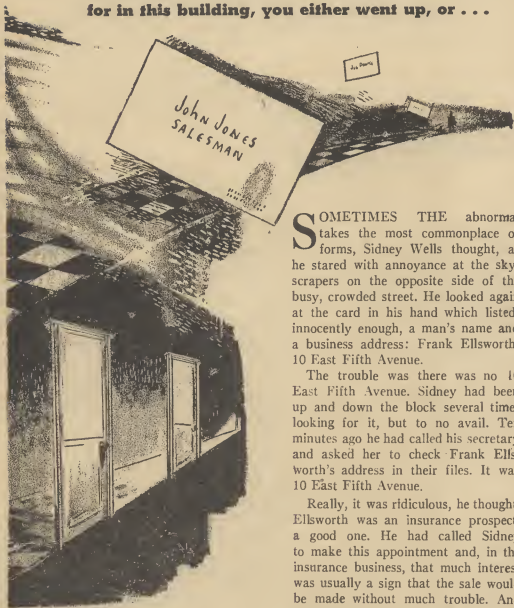 for in this building, you either went up, or . . .
JOHN JONES
SALESMAN
SOMETIMES THE abnorma
takes the most commonplace o
forms, Sidney Wells thought, a
he stared with annoyance at the sky
scrapers on the opposite side of th
busy, crowded street. He looked agai
at the card in his hand which listed
innocently enough, a man's name an
a business address: Frank Ellsworth
10 East Fifth Avenue.
The trouble was there was no 1
East Fifth Avenue. Sidney had bee
up and down the block several time
looking for it, but to no avail. Te
minutes ago he had called his secretar
and asked her to check Frank Ells
worth's address in their files. It wa
10 East Fifth Avenue.
Really, it was ridiculous, he though
Ellsworth was an insurance prospec
a good one. He had called Sidne
to make this appointment and, in th
insurance business, that much interes
was usually a sign that the sale woul
be made without much trouble. An